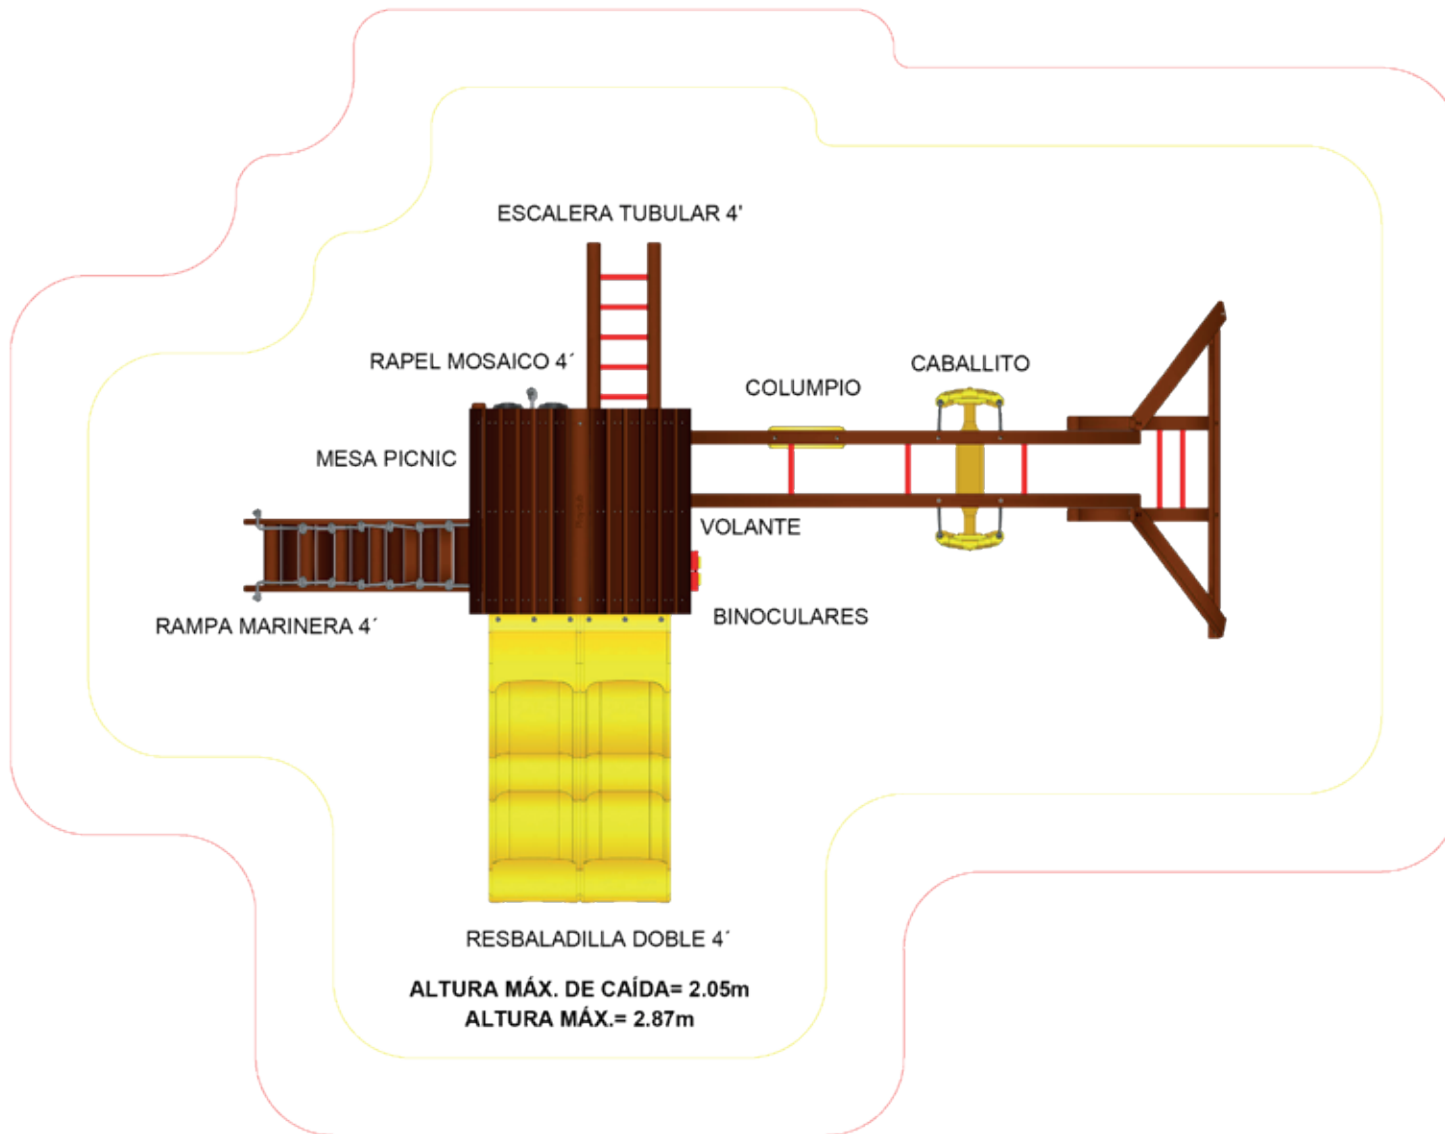 ESCALERA TUBULAR 4'
RAPEL MOSAICO 4´
CABALLITO
COLUMPIO
MESA PICNIC
VOLANTE
BINOCULARES
RAMPA MARINERA 4´
RESBALADILLA DOBLE 4´
ALTURA MÁX. DE CAÍDA= 2.05m
ALTURA MÁX.= 2.87m